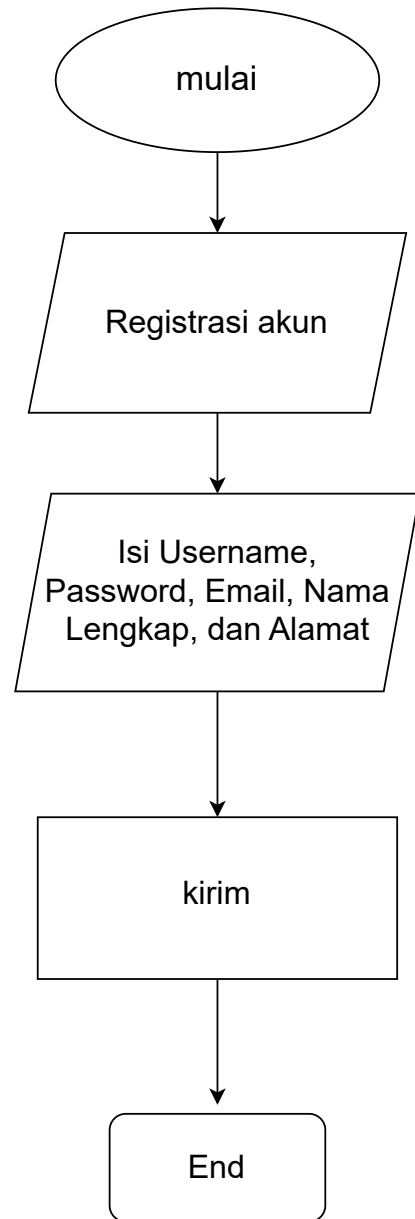 mulai
Registrasi akun
Isi Username,
Password, Email, Nama
Lengkap, dan Alamat
kirim
End